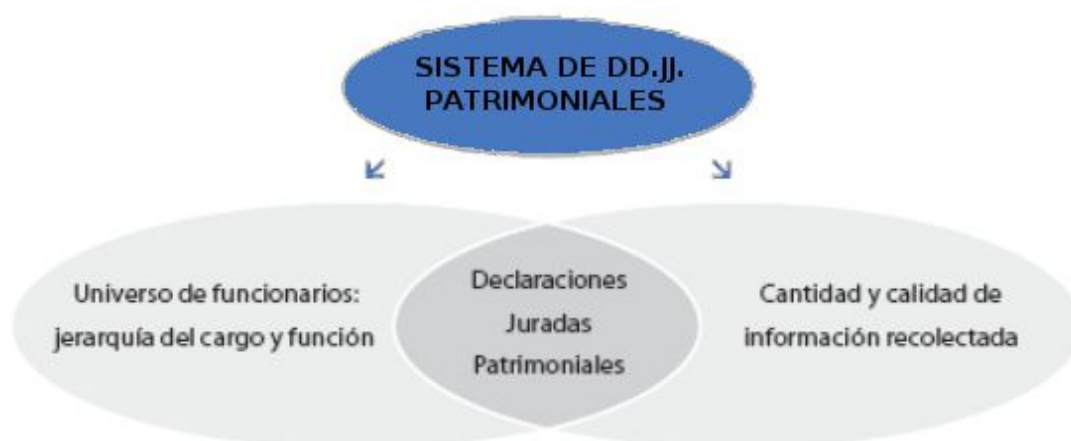 SISTEMA DE DD.JJ.
PATRIMONIALES
Universo de funcionarios:
jerarquía del cargo y función
Declaraciones
Juradas
Patrimoniales
Cantidad y calidad de
información recolectada